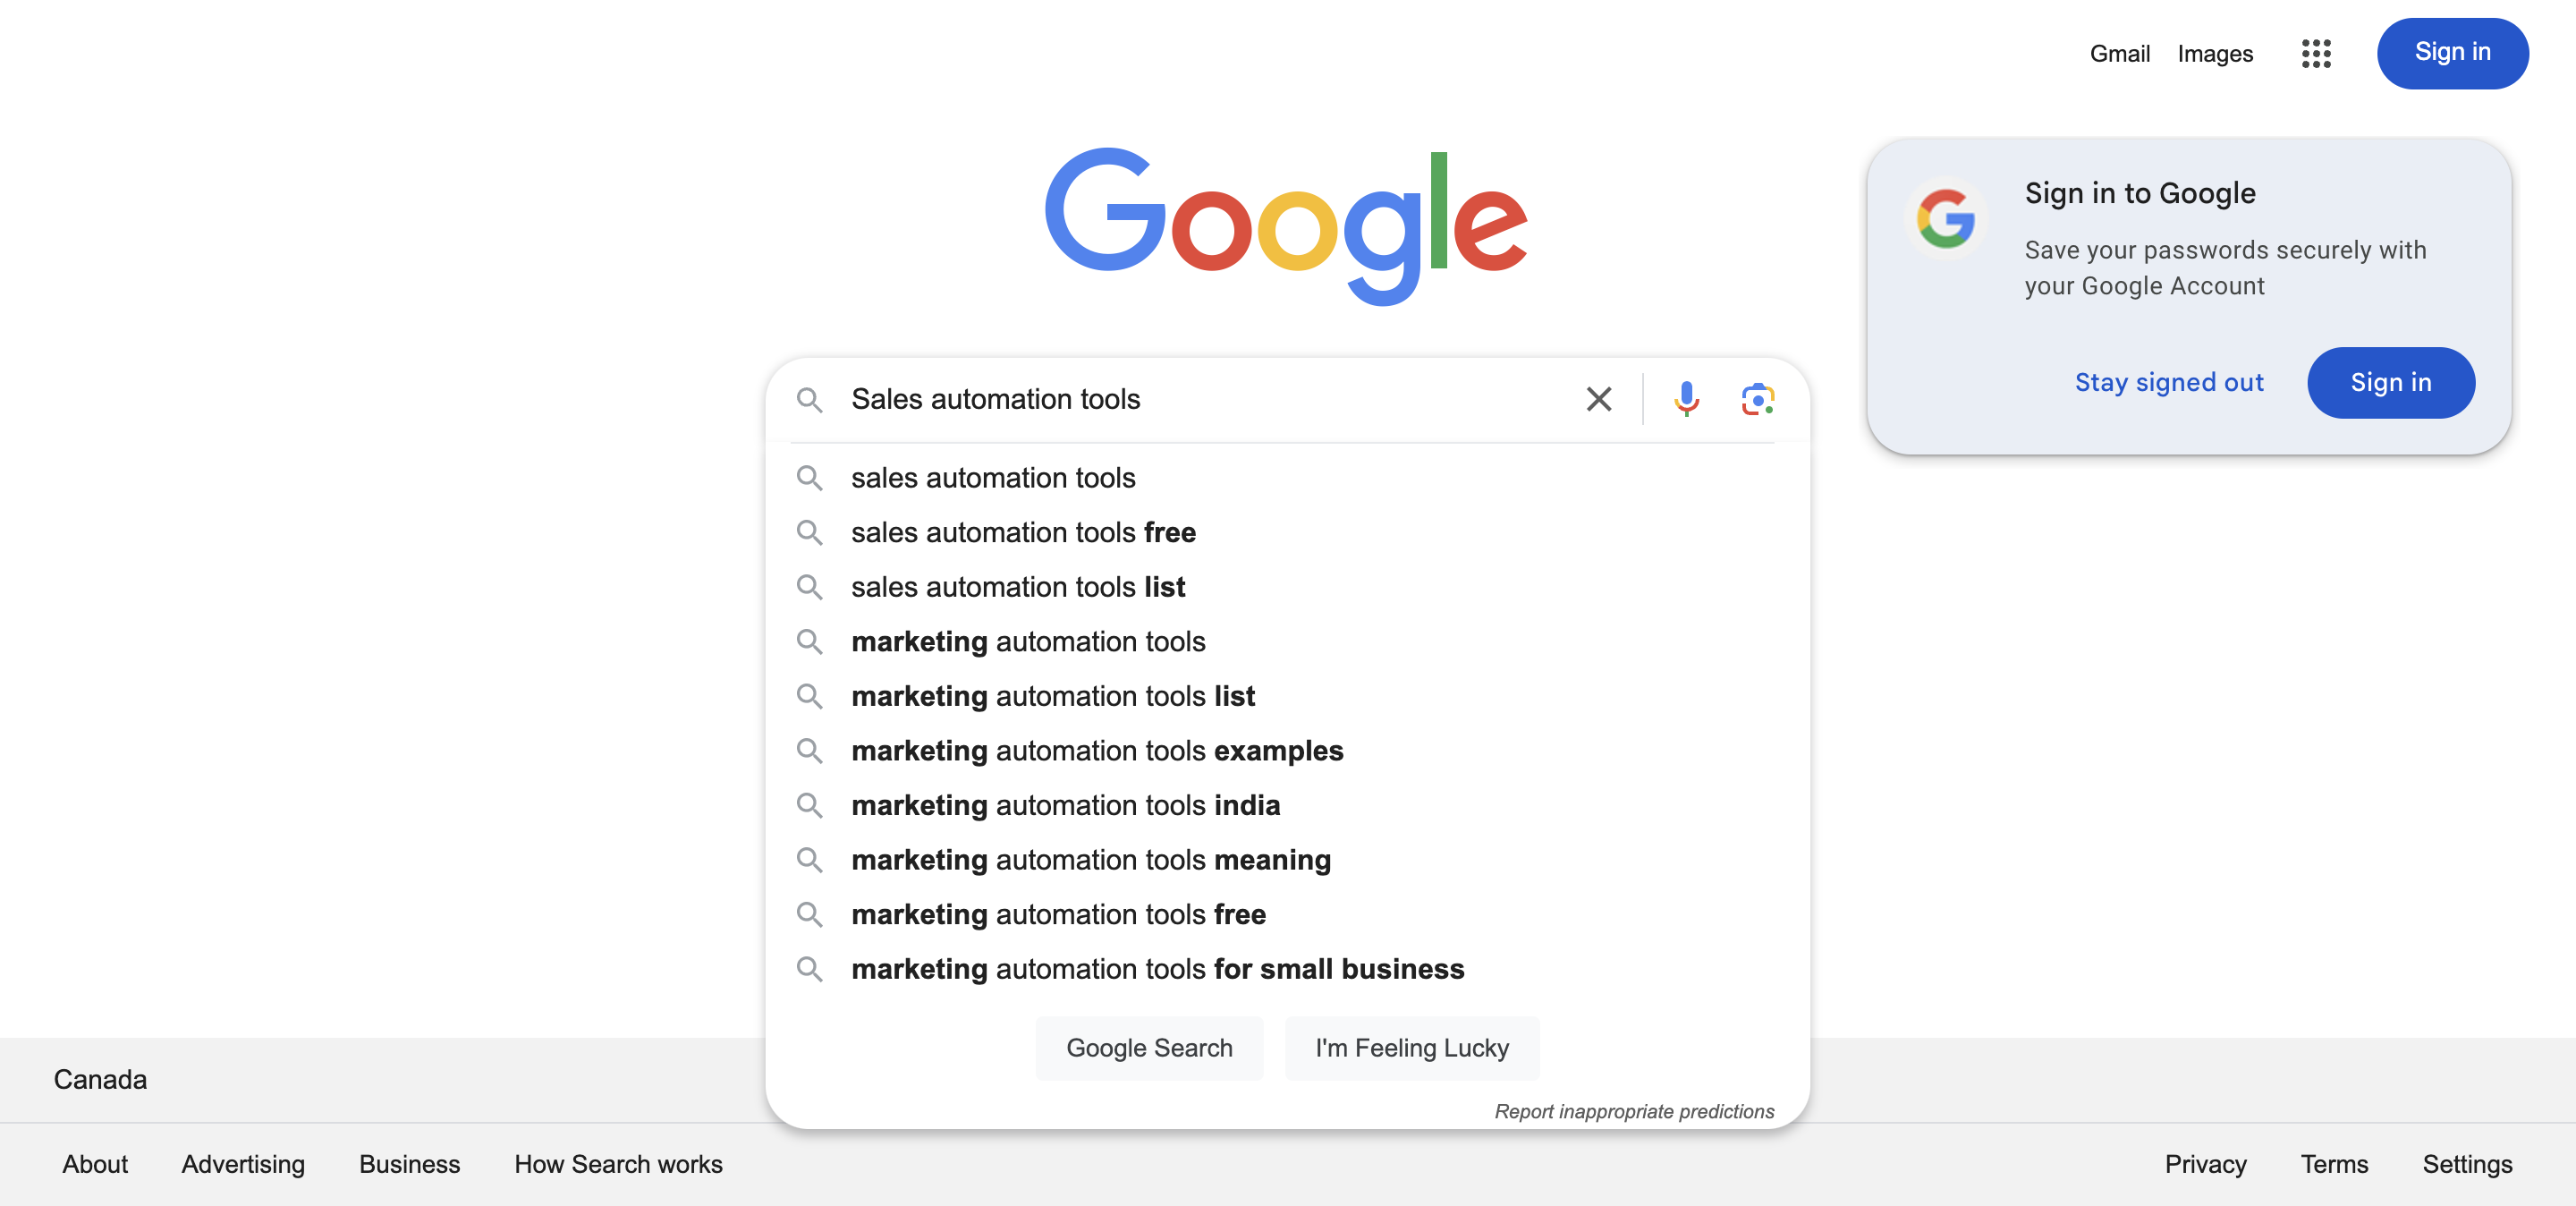 Gmail Images Sign in
Google
Sign in to Google
Save your passwords securely with
your Google Account
Stay signed out Sign in
Sales automation tools
sales automation tools
sales automation tools free
sales automation tools list
marketing automation tools
marketing automation tools list
marketing automation tools examples
marketing automation tools india
marketing automation tools meaning
marketing automation tools free
marketing automation tools for small business
Google Search I'm Feeling Lucky
Report inappropriate predictions
Canada
About Advertising Business How Search works Privacy Terms Settings